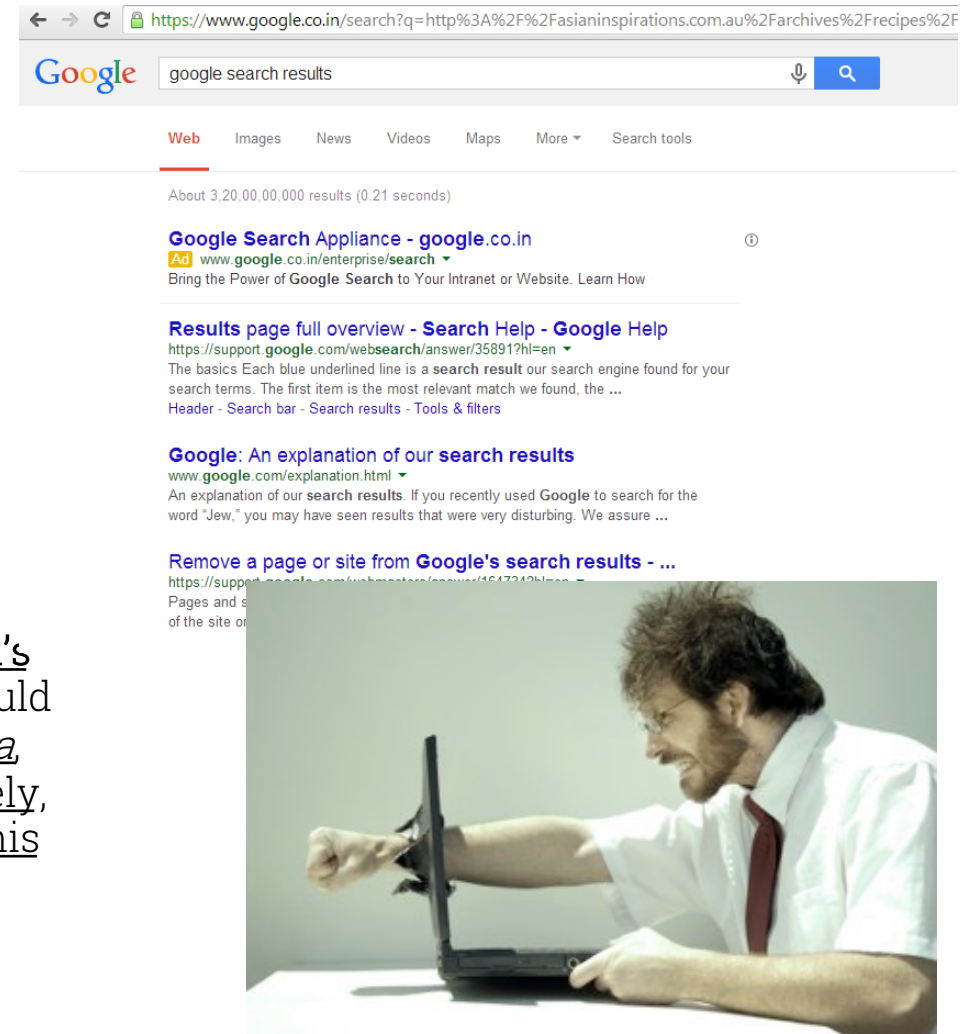 https://www.google.co.in/search?q=http%3A%2F%2Fasianinspirations.com.au%2Farchives%2Frecipes%2F
Google google search results
Web Images News Videos Maps More Search tools
About 3,20,00,00,000 results (0.21 seconds)
Google Search Appliance - google.co.in
Ad www.google.co.in/enterprise/search
Bring the Power of Google Search to Your Intranet or Website. Learn How
Results page full overview - Search Help - Google Help
https://support.google.com/websearch/answer/35891?hl=en
The basics Each blue underlined line is a search result our search engine found for your
search terms. The first item is the most relevant match we found, the ...
Header - Search bar - Search results - Tools & filters
Google: An explanation of our search results
www.google.com/explanation.html
An explanation of our search results. If you recently used Google to search for the
word “Jew,” you may have seen results that were very disturbing. We assure ...
Remove a page or site from Google's search results - ...
Pages and
of the site